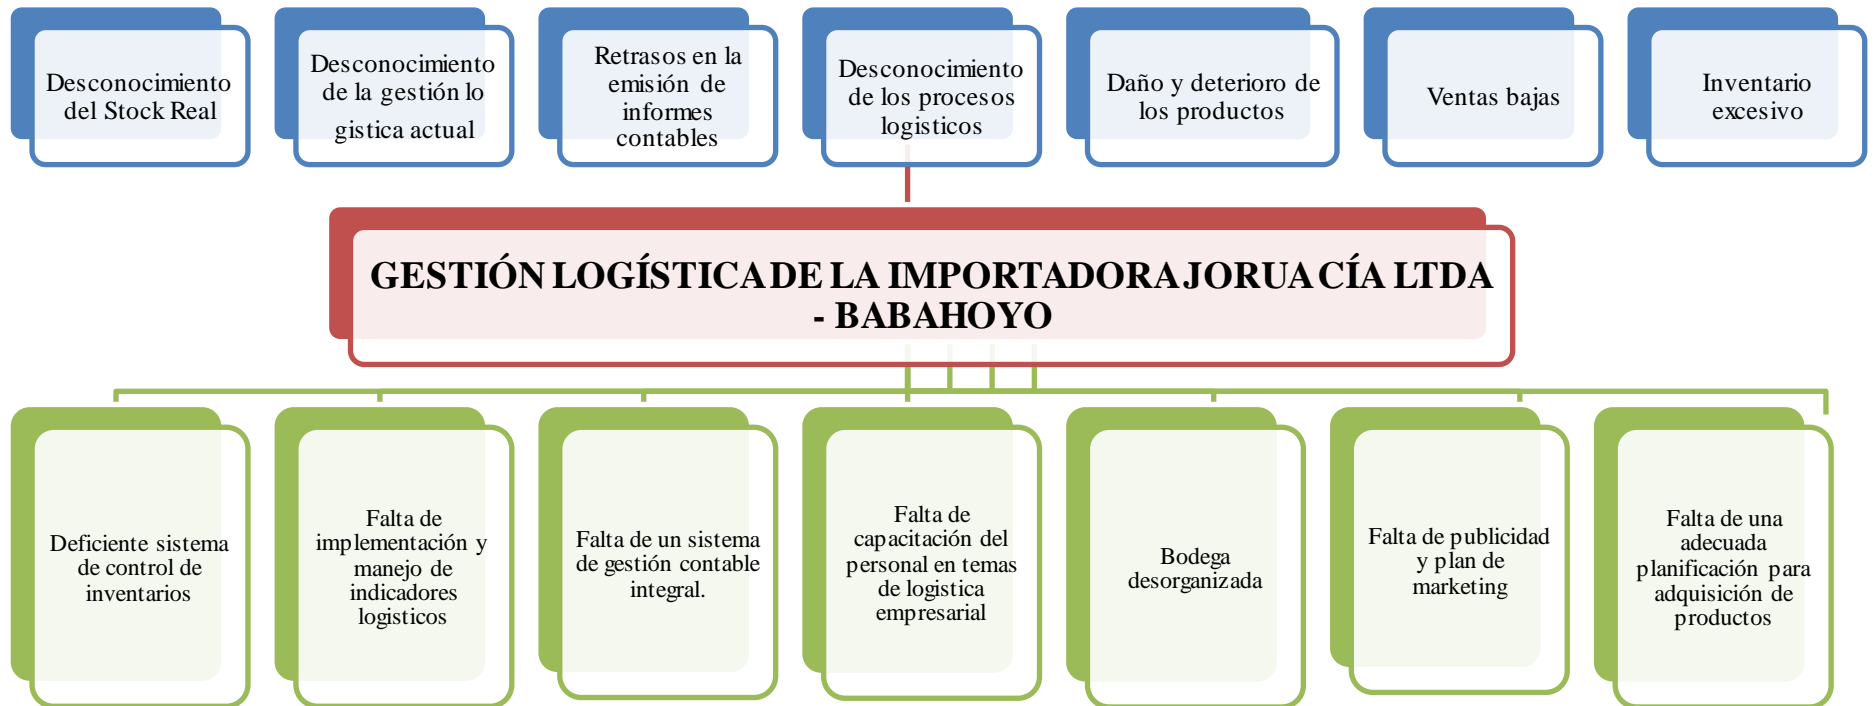 Desconocimiento
del Stock Real
Desconocimiento
de la gestión lo
gistica actual
Retrasos en la
emisión de
informes
contables
Desconocimiento
de los procesos
logisticos
Daño y deterioro de
los productos
Ventas bajas
Inventario
excesivo
GESTIÓN LOGÍSTICA DE LA IMPORTADORA JORUA CÍA LTDA
- BABAHOYO
Deficiente sistema
de control de
inventarios
Falta de
implementación y
manejo de
indicadores
logisticos
Falta de un sistema
de gestión contable
integral.
Falta de
capacitación del
personal en temas
de logistica
empresarial
Bodega
desorganizada
Falta de publicidad
y plan de
marketing
Falta de una
adecuada
planificación para
adquisición de
productos